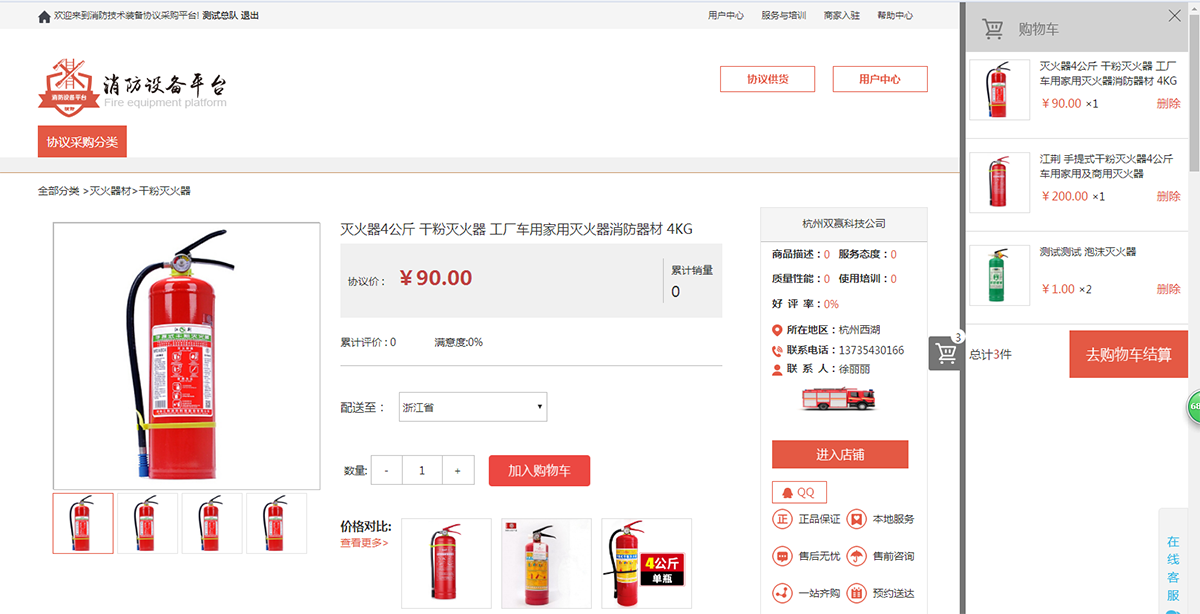 欢迎来到消防技术装备协议采购平台! 测试总队 退出
用户中心 服务与培训 商家入驻 帮助中心
消防设备平台
消防设备平台
Fire equipment platform
协议供货 用户中心
协议采购分类
全部分类 >灭火器材>干粉灭火器
灭火器4公斤 干粉灭火器 工厂车用家用灭火器消防器材 4KG
协议价: ￥90.00
累计销量
0
累计评价 : 0 满意度:0%
配送至: 浙江省
数量: - 1 + 加入购物车
价格对比:
查看更多>
4公斤
单瓶
杭州双赢科技公司
商品描述:0 服务态度:0
质量性能:0 使用培训:0
好 评 率:0%
所在地区:杭州西湖
联系电话:13735430166
联 系 人:徐丽丽
进入店铺
QQ
正 正品保证 本地服务
售后无忧 售前咨询
一站齐购 预约送达
购物车
灭火器4公斤 干粉灭火器 工厂
车用家用灭火器消防器材 4KG
￥90.00 ×1 删除
江荆 手提式干粉灭火器4公斤
车用家用及商用灭火器
￥200.00 ×1 删除
测试测试 泡沫灭火器
￥1.00 ×2 删除
3
总计3件 去购物车结算
68
在
线
客
服